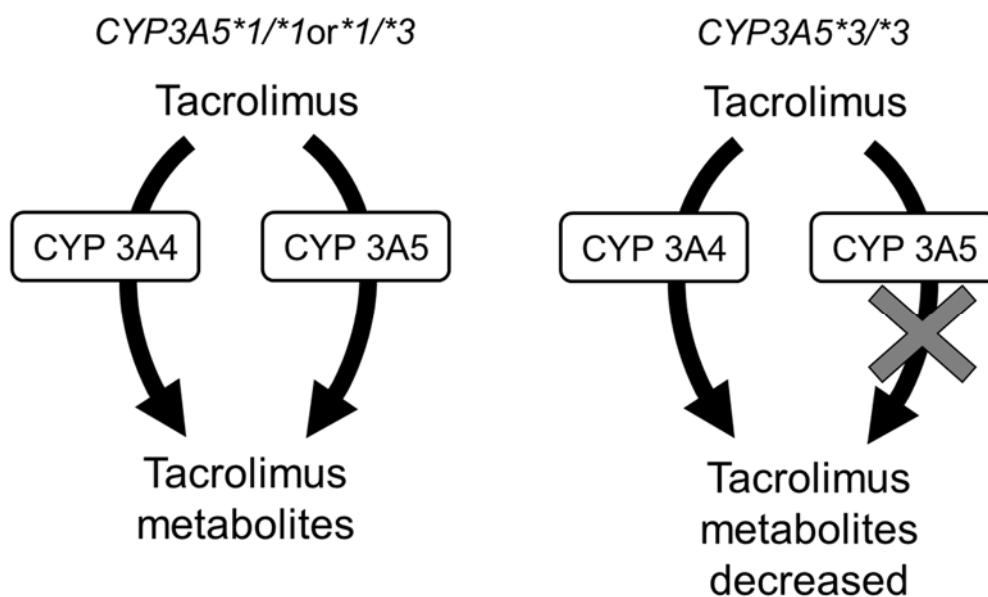 CYP3A5*1/*1or*1/*3
Tacrolimus
CYP 3A4
CYP 3A5
Tacrolimus
metabolites
CYP3A5*3/*3
Tacrolimus
CYP 3A4
CYP 3A5
Tacrolimus
metabolites
decreased